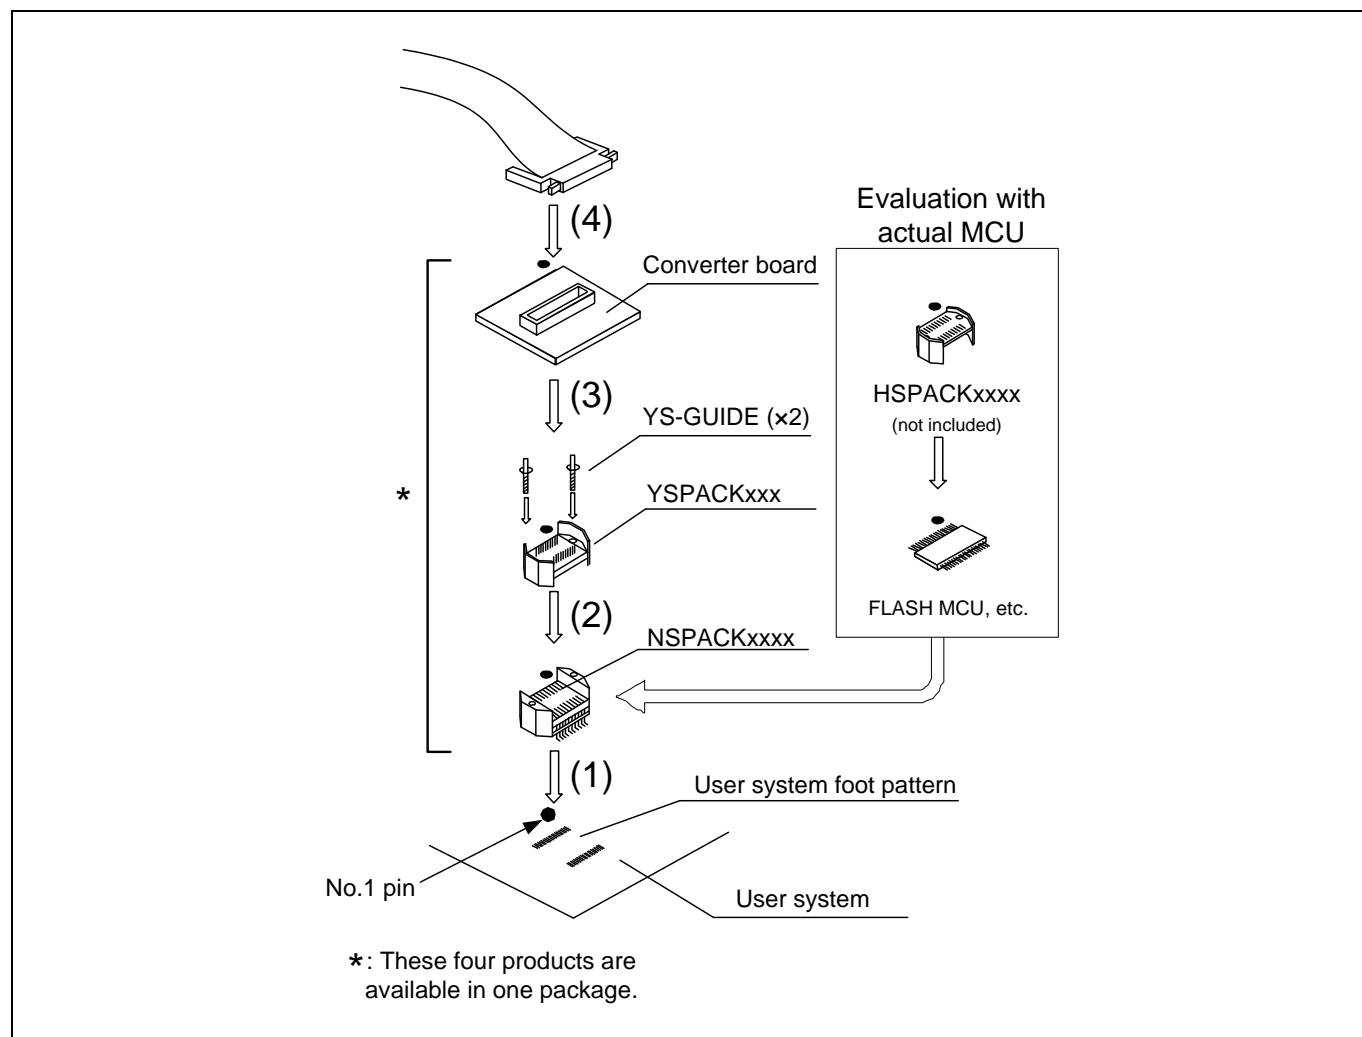 (4)
Evaluation with
actual MCU
Converter board
(3)
HSPACKxxxx
(not included)
YS-GUIDE (×2)
*
YSPACKxxx
(2)
FLASH MCU, etc.
NSPACKxxxx
(1)
User system foot pattern
No.1 pin
User system
*: These four products are
available in one package.